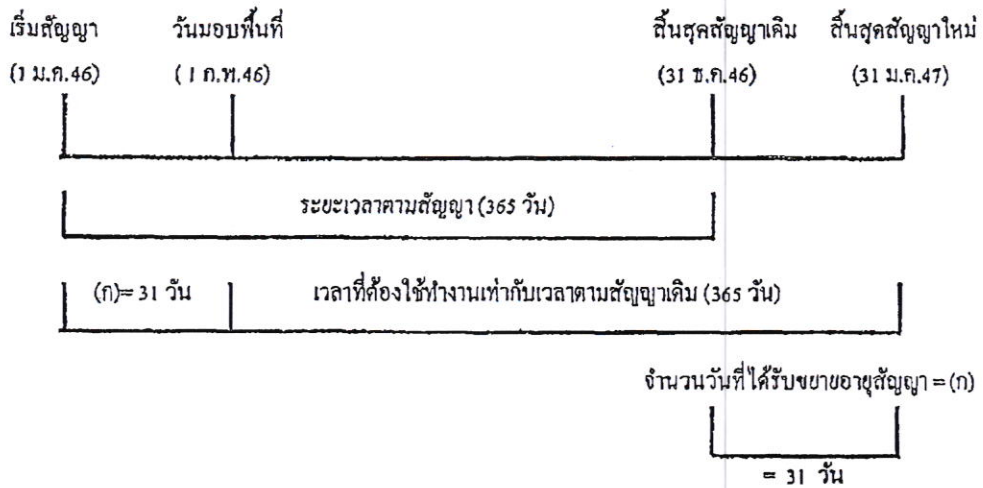 เริ่มสัญญา วันมอบพื้นที่ สิ้นสุดสัญญาเดิม สิ้นสุดสัญญาใหม่
(1 ม.ค.46) (1 ก.พ.46) (31 ธ.ค.46) (31 ม.ค.47)
ระยะเวลาตามสัญญา (365 วัน)
(ก)= 31 วัน เวลาที่ต้องใช้ทำงานเท่ากับเวลาตามสัญญาเดิม (365 วัน)
จำนวนวันที่ได้รับขยายอายุสัญญา = (ก)
= 31 วัน